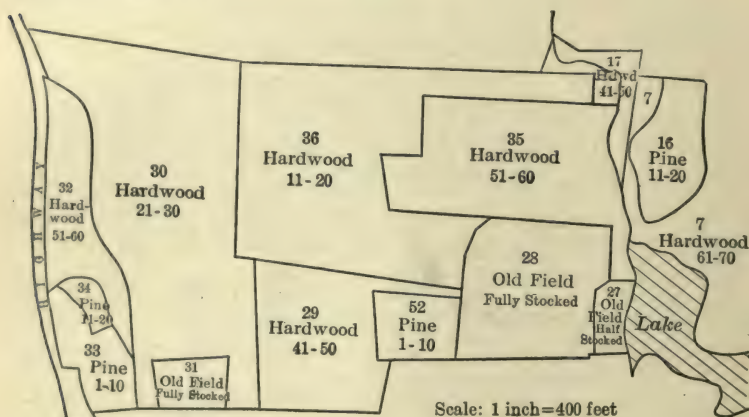 17
Hdwd
41-50
7
16
Pine
11-20
36
Hardwood
11-20
35
Hardwood
51-60
30
Hardwood
21-30
HIGHWAY
32
Hard-
wood
51-60
7
Hardwood
61-70
28
Old Field
Fully Stocked
27
Old
Field
Half
Stocked
Lake
34
Pine
11-20
29
Hardwood
41-50
52
Pine
1-10
33
Pine
1-10
31
Old Field
Fully Stocked
Scale: 1 inch=400 feet